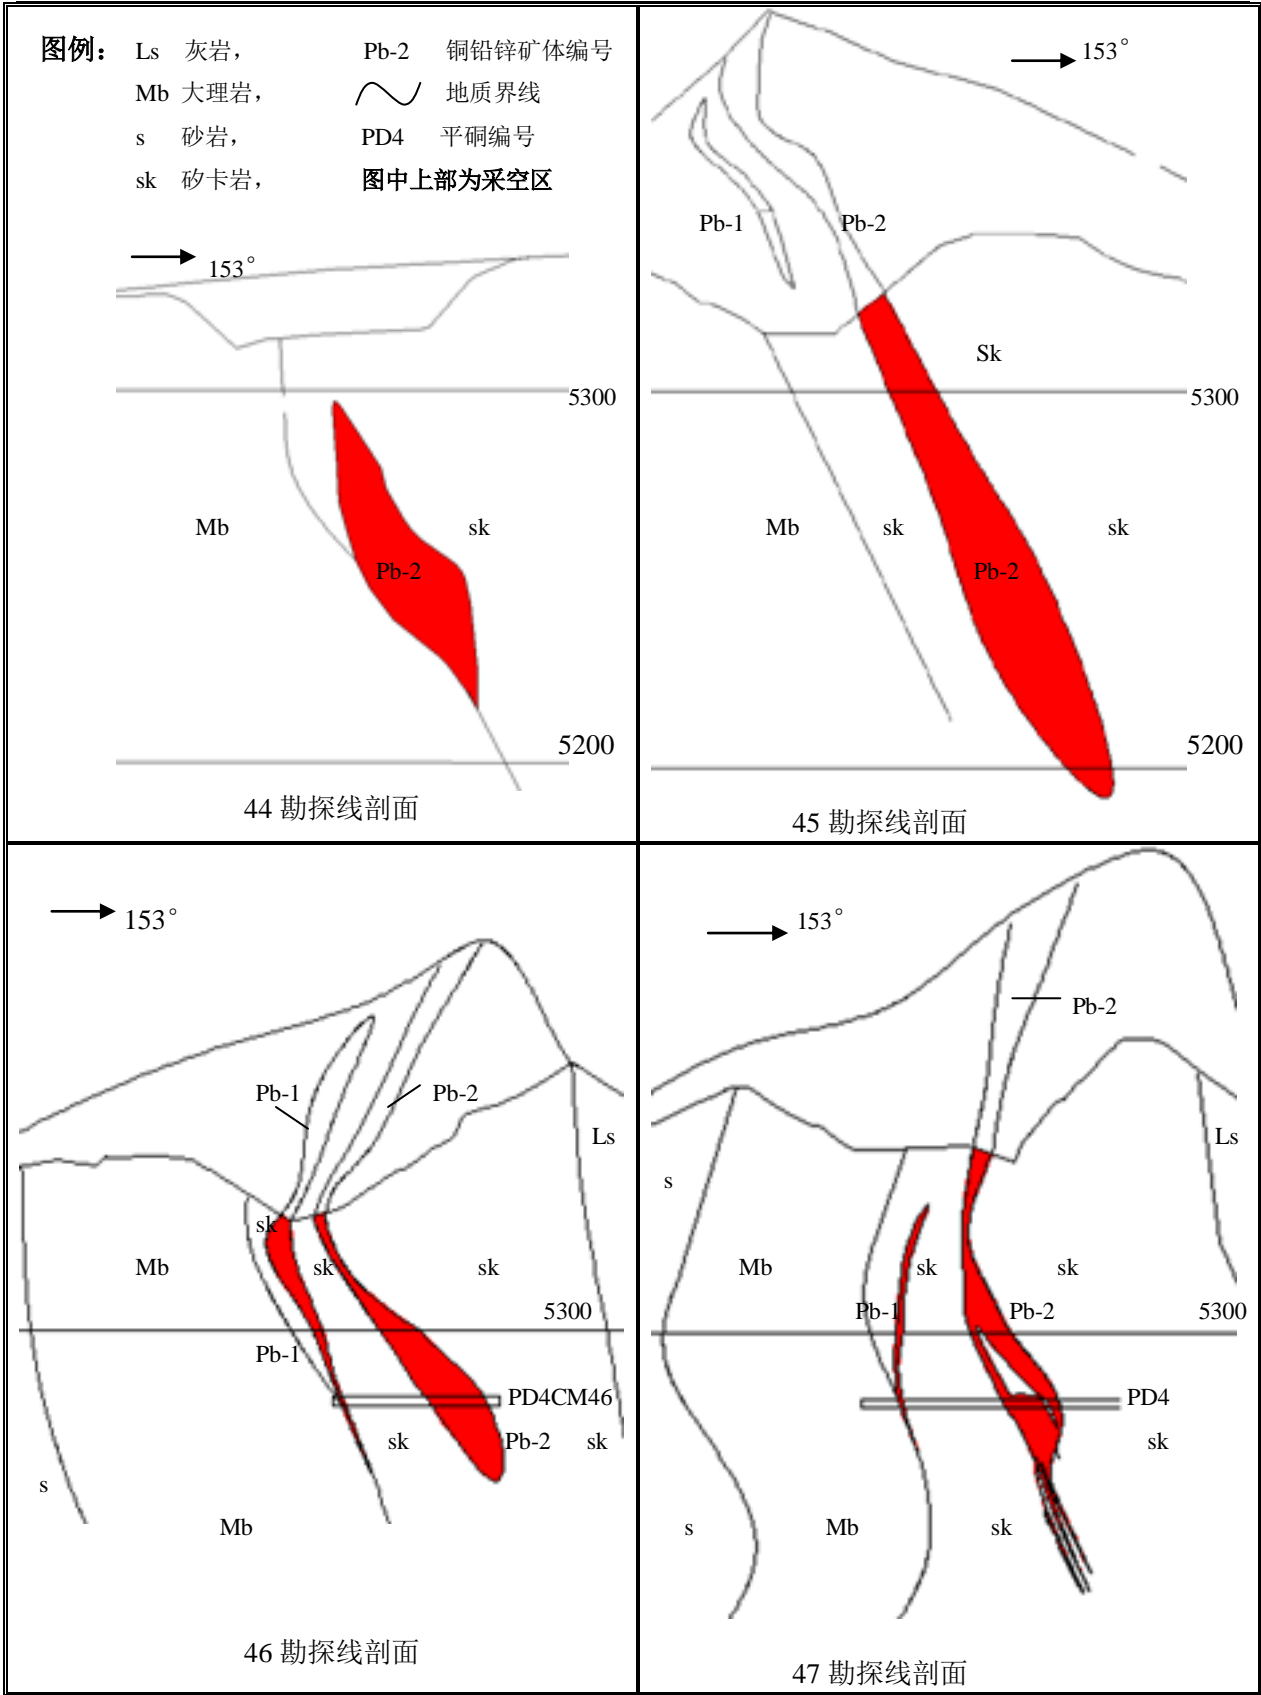 图例： Ls 灰岩， Pb-2 铜铅锌矿体编号
Mb 大理岩， 地质界线
s 砂岩， PD4 平硐编号
sk 矽卡岩， 图中上部为采空区
153°
5300
Mb
sk
Pb-2
5200
44 勘探线剖面
153°
Pb-1
Pb-2
Sk
5300
Mb
sk
sk
Pb-2
5200
45 勘探线剖面
153°
Pb-1
Pb-2
Ls
sk
Mb
sk
sk
5300
Pb-1
PD4CM46
sk
Pb-2
sk
s
Mb
46 勘探线剖面
153°
Pb-2
Ls
s
Mb
sk
sk
Pb-1
Pb-2
5300
PD4
sk
s
Mb
sk
47 勘探线剖面